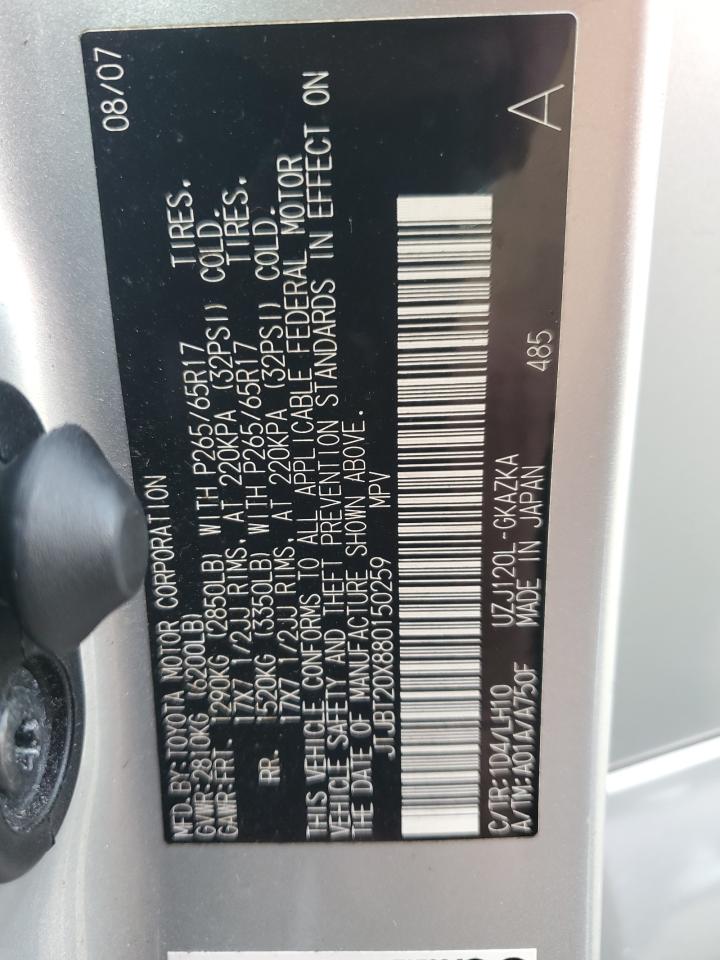 08/07
MFD.BY:TOYOTA MOTOR CORPORATION
GVWR:2810KG (6200LB)
GAWR:FRT. 1290KG (2850LB) WITH P265/65R17 TIRES,
17X7 1/2JJ RIMS, AT 220KPA (32PSI) COLD.
RR. 1520KG (3350LB) WITH P265/65R17 TIRES,
17X7 1/2JJ RIMS, AT 220KPA (32PSI) COLD.
THIS VEHICLE CONFORMS TO ALL APPLICABLE FEDERAL MOTOR
VEHICLE SAFETY AND THEFT PREVENTION STANDARDS IN EFFECT ON
THE DATE OF MANUFACTURE SHOWN ABOVE.
JTJBT20X880150259 MPV
C/TR:1D4/LH10 UZJ120L-GKAZKA
A/TM:A01A/A750F MADE IN JAPAN 485 A